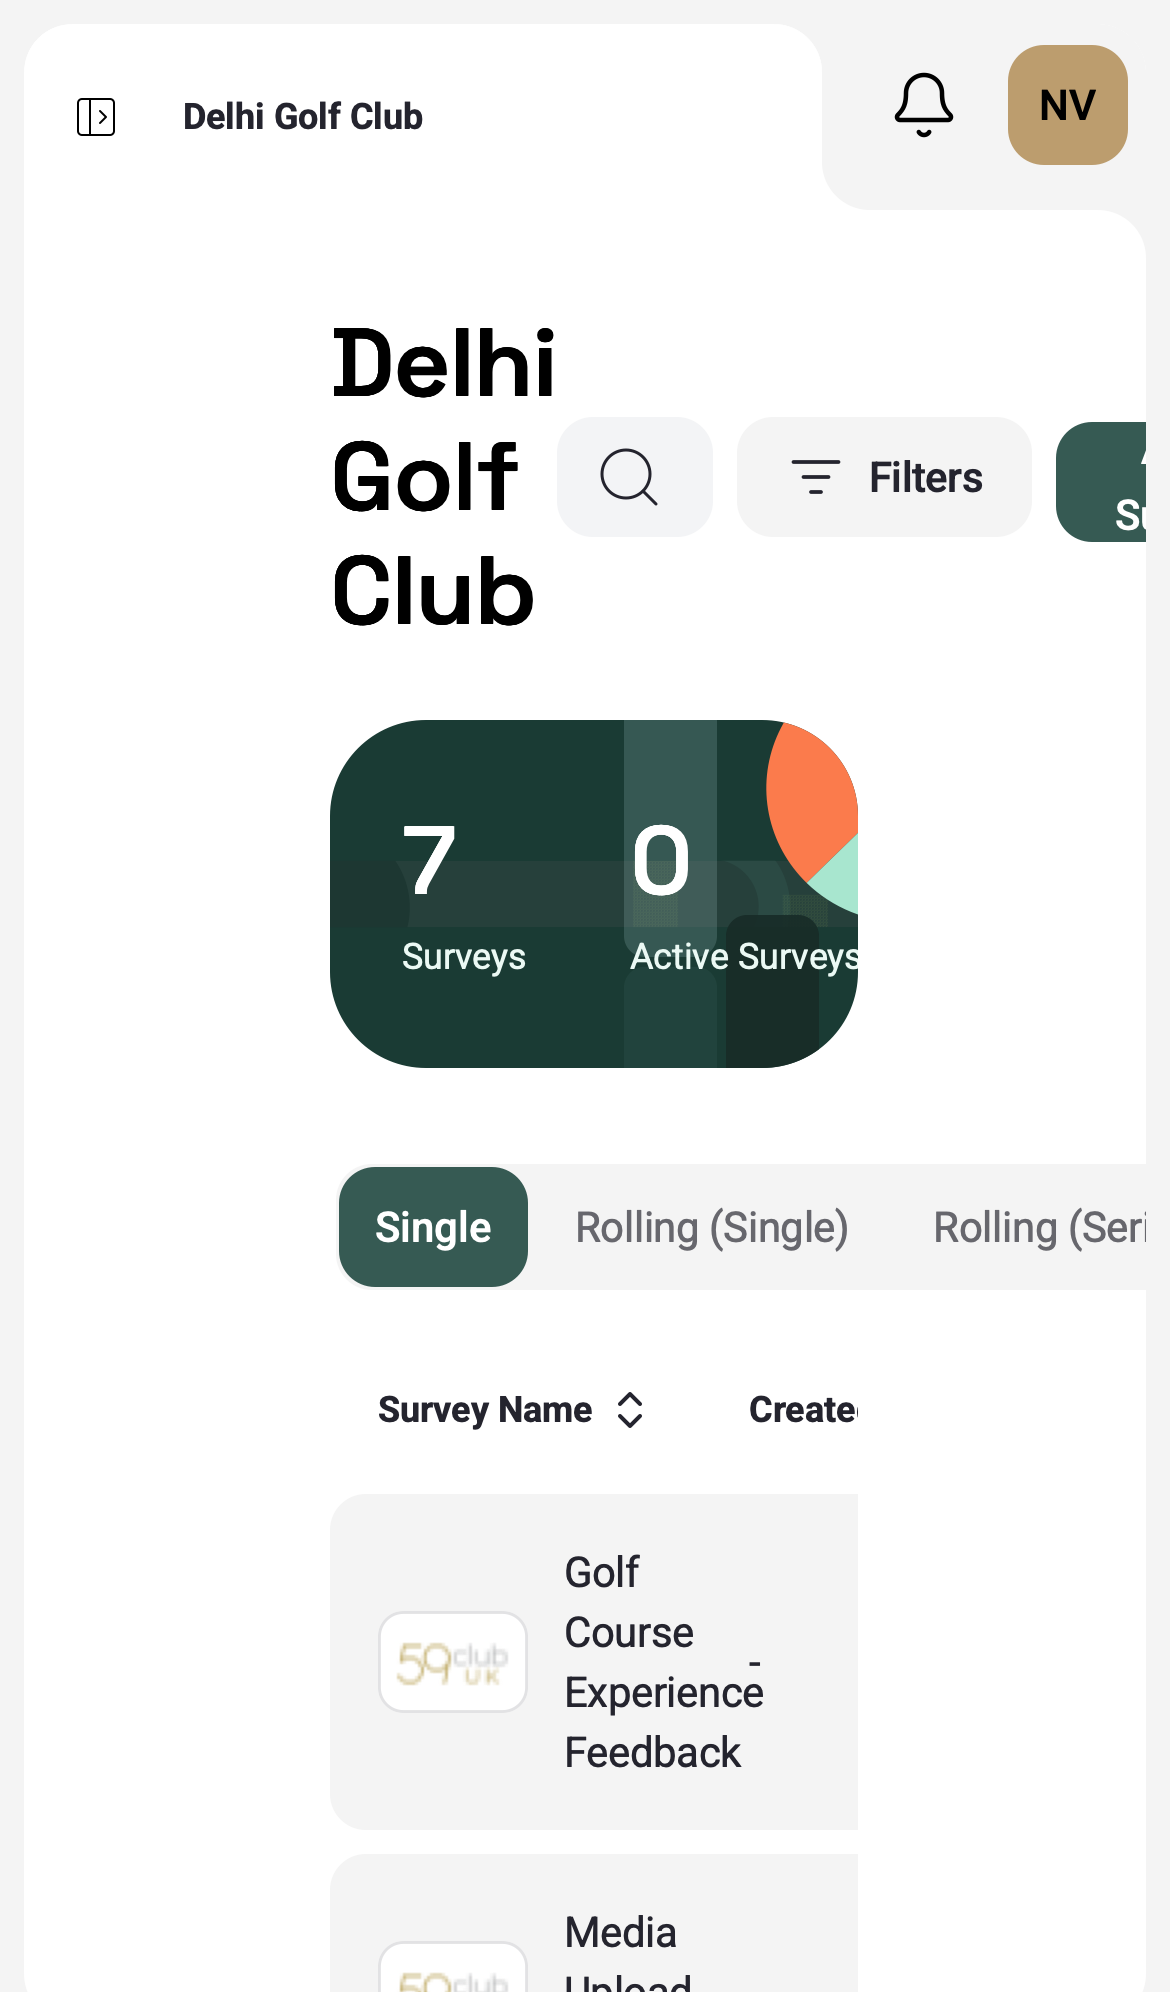 Delhi Golf Club
NV
Delhi
Golf
Club
Filters
Su
7
Surveys
0
Active Surveys
Single
Rolling (Single)
Rolling (Seri
Survey Name
Create
59club
UK
Golf
Course
Experience
Feedback
-
59club
Media
Upload